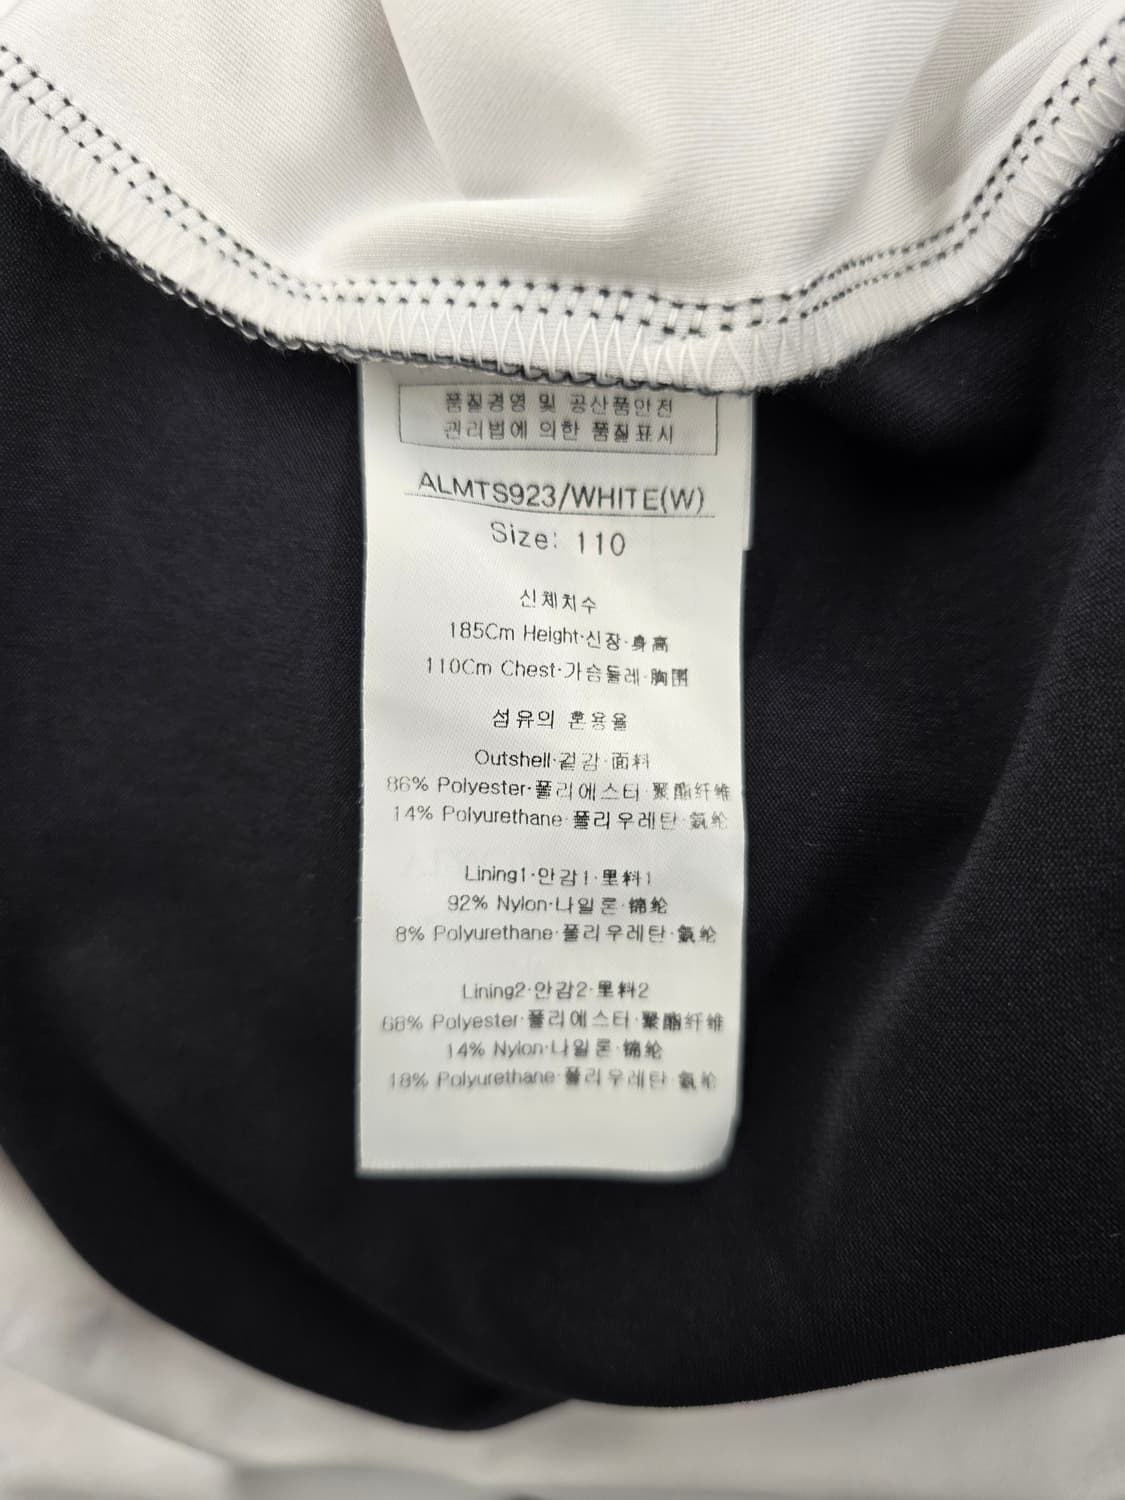 품질경영 및 공산품안전
관리법에 의한 품질표시
ALMTS923/WHITE(W)
Size: 110
신체치수
185Cm Height·신장·身高
110Cm Chest·가슴둘레·胸围
섬유의 혼용율
Outshell·겉감·面料
86% Polyester·폴리에스터·聚酯纤维
14% Polyurethane·폴리우레탄·氨纶
Lining1·안감1·里料1
92% Nylon·나일론·锦纶
8% Polyurethane·폴리우레탄·氨纶
Lining2·안감2·里料2
68% Polyester·폴리에스터·聚酯纤维
14% Nylon·나일론·锦纶
18% Polyurethane·폴리우레탄·氨纶